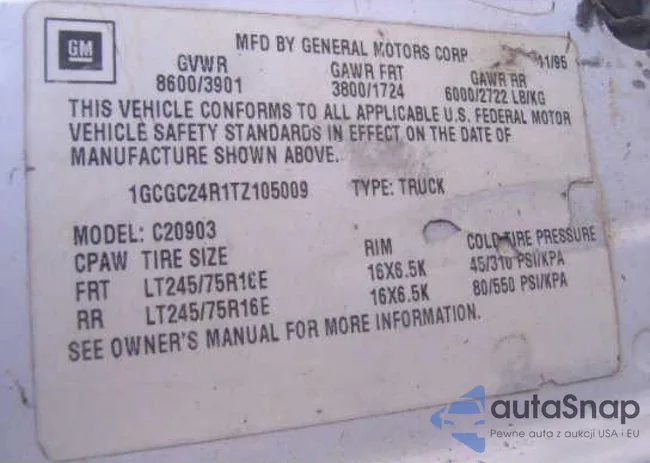 GM
MFD BY GENERAL MOTORS CORP 11/95
GVWR GAWR FRT GAWR RR
8600/3901 3800/1724 6000/2722 LB/KG
THIS VEHICLE CONFORMS TO ALL APPLICABLE U.S. FEDERAL MOTOR
VEHICLE SAFETY STANDARDS IN EFFECT ON THE DATE OF
MANUFACTURE SHOWN ABOVE.
1GCGC24R1TZ105009 TYPE: TRUCK
MODEL: C20903
CPAW TIRE SIZE RIM COLD TIRE PRESSURE
FRT LT245/75R16E 16X6.5K 45/310 PSI/KPA
RR LT245/75R16E 16X6.5K 80/550 PSI/KPA
SEE OWNER'S MANUAL FOR MORE INFORMATION.
autaSnap
Pewne auta z aukcji USA i EU